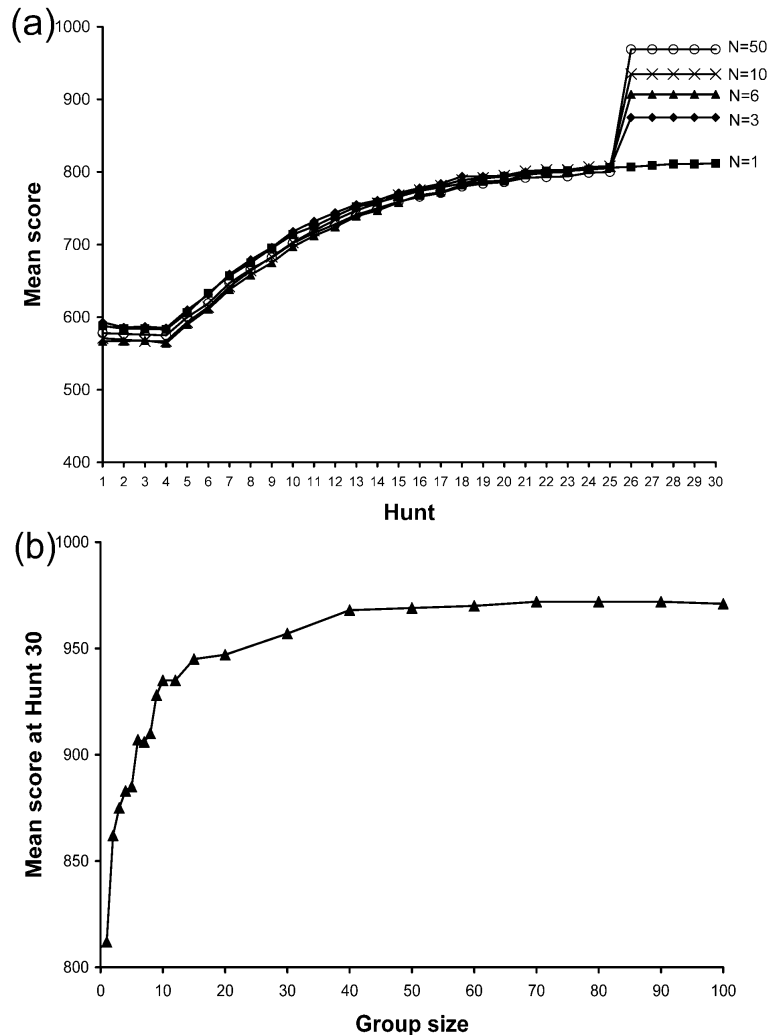 (a)
1000
900
800
700
600
500
400
Mean score
N=50
N=10
N=6
N=3
N=1
1 2 3 4 5 6 7 8 9 10 11 12 13 14 15 16 17 18 19 20 21 22 23 24 25 26 27 28 29 30
Hunt
(b)
1000
950
900
850
800
Mean score at Hunt 30
0 10 20 30 40 50 60 70 80 90 100
Group size